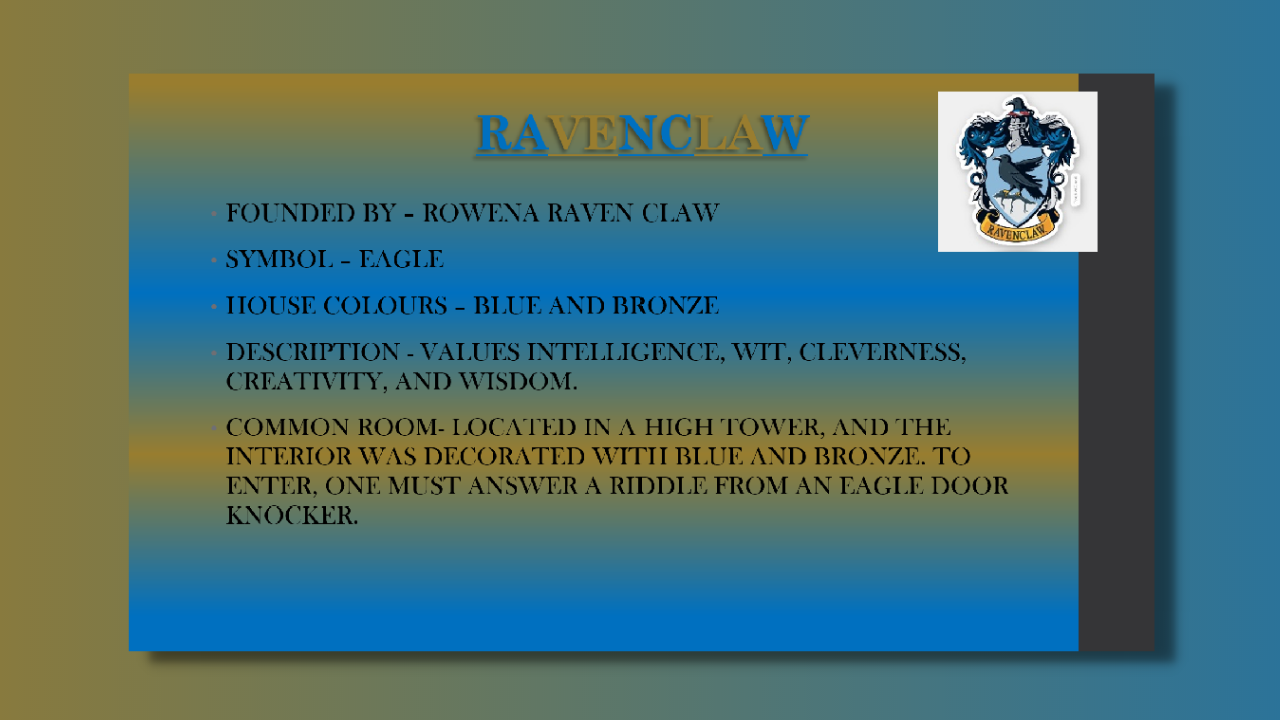 RAVENCLAW
RAVENCLAW
• FOUNDED BY – ROWENA RAVEN CLAW
• SYMBOL – EAGLE
• HOUSE COLOURS – BLUE AND BRONZE
• DESCRIPTION - VALUES INTELLIGENCE, WIT, CLEVERNESS,
CREATIVITY, AND WISDOM.
• COMMON ROOM- LOCATED IN A HIGH TOWER, AND THE
INTERIOR WAS DECORATED WITH BLUE AND BRONZE. TO
ENTER, ONE MUST ANSWER A RIDDLE FROM AN EAGLE DOOR
KNOCKER.